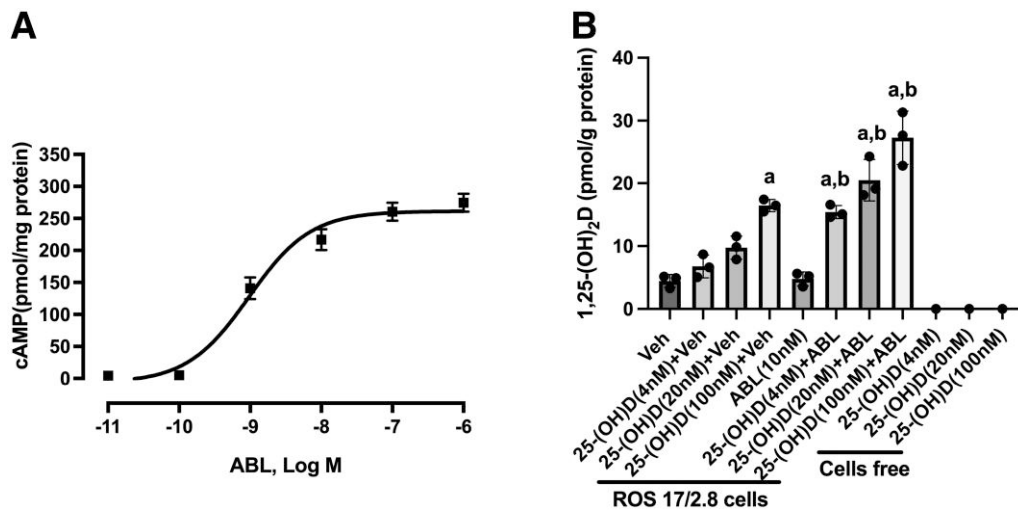 A
cAMP(pmol/mg protein)
350
300
250
200
150
100
50
0
-11 -10 -9 -8 -7 -6
ABL, Log M
B
1,25-(OH)₂D (pmol/g protein)
40
30
20
10
0
a
a,b
a,b
a,b
Veh
25-(OH)D(4nM)+Veh
25-(OH)D(20nM)+Veh
25-(OH)D(100nM)+Veh
ABL(10nM)
25-(OH)D(4nM)+ABL
25-(OH)D(20nM)+ABL
25-(OH)D(100nM)+ABL
25-(OH)D(4nM)
25-(OH)D(20nM)
25-(OH)D(100nM)
ROS 17/2.8 cells
Cells free